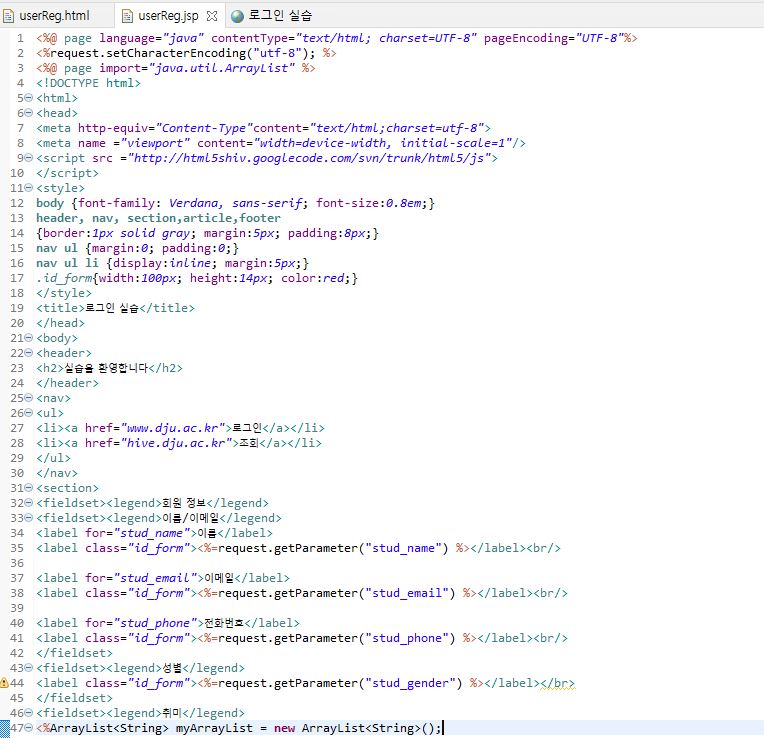 userReg.html userReg.jsp 로그인 실습
1 <%@ page language="java" contentType="text/html; charset=UTF-8" pageEncoding="UTF-8"%>
2 <%request.setCharacterEncoding("utf-8"); %>
3 <%@ page import="java.util.ArrayList" %>
4 <!DOCTYPE html>
5 <html>
6 <head>
7 <meta http-equiv="Content-Type"content="text/html;charset=utf-8">
8 <meta name ="viewport" content="width=device-width, initial-scale=1"/>
9 <script src ="http://html5shiv.googlecode.com/svn/trunk/html5/js">
10 </script>
11 <style>
12 body {font-family: Verdana, sans-serif; font-size:0.8em;}
13 header, nav, section,article,footer
14 {border:1px solid gray; margin:5px; padding:8px;}
15 nav ul {margin:0; padding:0;}
16 nav ul li {display:inline; margin:5px;}
17 .id_form{width:100px; height:14px; color:red;}
18 </style>
19 <title>로그인 실습</title>
20 </head>
21 <body>
22 <header>
23 <h2>실습을 환영합니다</h2>
24 </header>
25 <nav>
26 <ul>
27 <li><a href="www.dju.ac.kr">로그인</a></li>
28 <li><a href="hive.dju.ac.kr">조회</a></li>
29 </ul>
30 </nav>
31 <section>
32 <fieldset><legend>회원 정보</legend>
33 <fieldset><legend>이름/이메일</legend>
34 <label for="stud_name">이름</label>
35 <label class="id_form"><%=request.getParameter("stud_name") %></label><br/>
36
37 <label for="stud_email">이메일</label>
38 <label class="id_form"><%=request.getParameter("stud_email") %></label><br/>
39
40 <label for="stud_phone">전화번호</label>
41 <label class="id_form"><%=request.getParameter("stud_phone") %></label><br/>
42 </fieldset>
43 <fieldset><legend>성별</legend>
44 <label class="id_form"><%=request.getParameter("stud_gender") %></label></br>
45 </fieldset>
46 <fieldset><legend>취미</legend>
47 <%ArrayList<String> myArrayList = new ArrayList<String>();